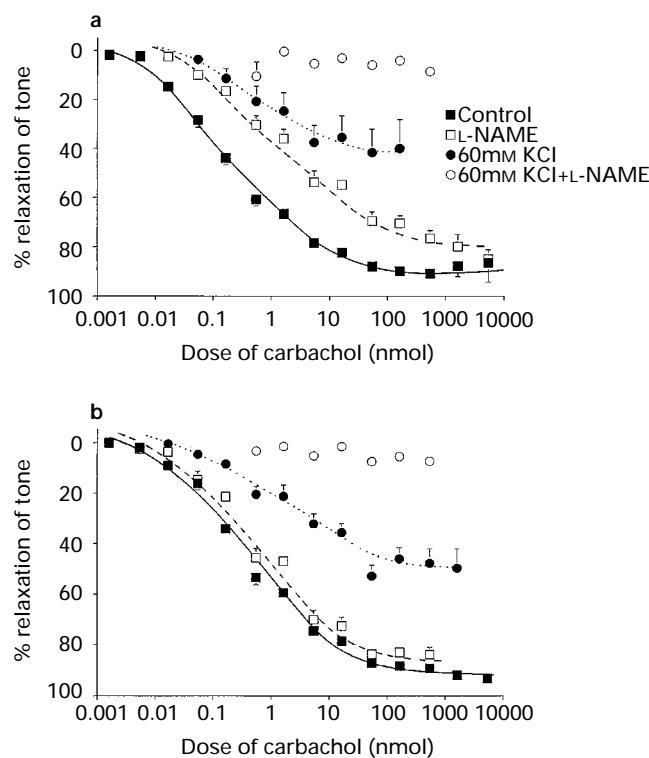 a
0
20
40
60
80
100
% relaxation of tone
0.001 0.01 0.1 1 10 100 1000 10000
Dose of carbachol (nmol)
Control
L-NAME
60mM KCl
60mM KCl+L-NAME
b
0
20
40
60
80
100
% relaxation of tone
0.001 0.01 0.1 1 10 100 1000 10000
Dose of carbachol (nmol)